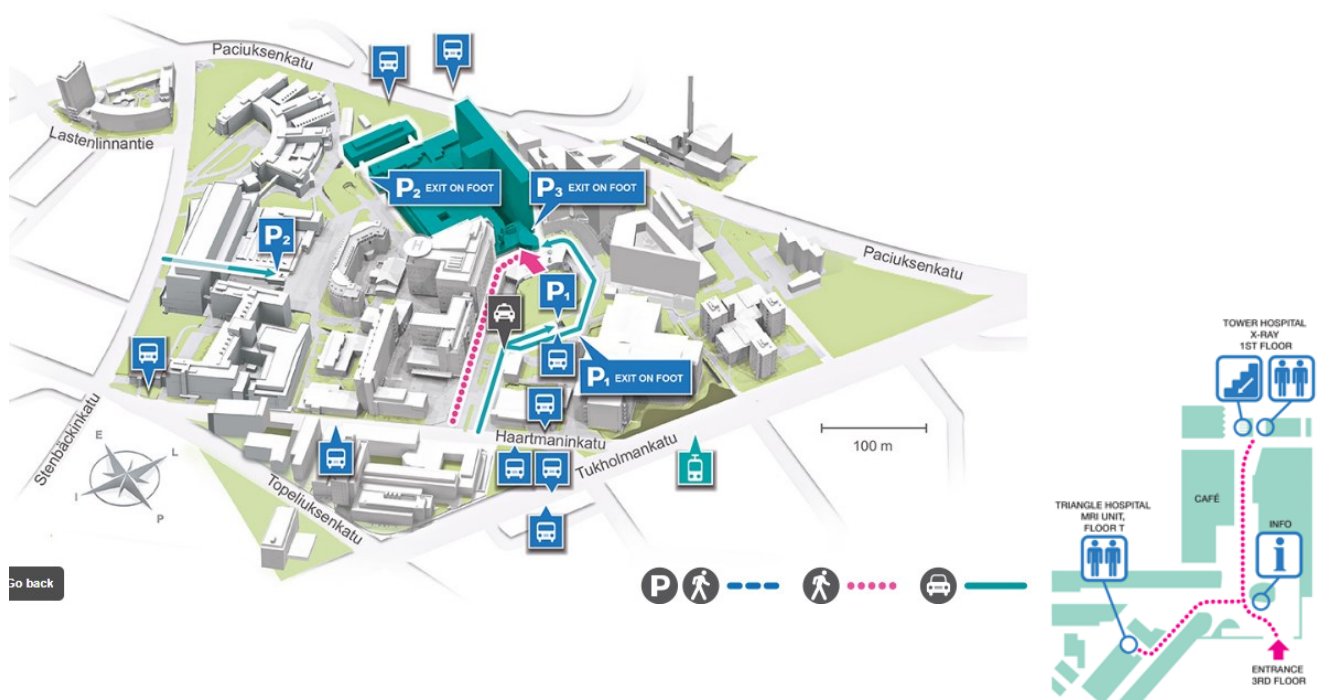 Paciuksenkatu
Lastenlinnantie
P2 EXIT ON FOOT
P3 EXIT ON FOOT
P2
H
Paciuksenkatu
P1
P1 EXIT ON FOOT
Stenbäckinkatu
E
L
I
P
Haartmaninkatu
Tukholmankatu
Topeliuksenkatu
100 m
Go back
P
TOWER HOSPITAL
X-RAY
1ST FLOOR
CAFÉ
TRIANGLE HOSPITAL
MRI UNIT,
FLOOR T
INFO
i
ENTRANCE
3RD FLOOR